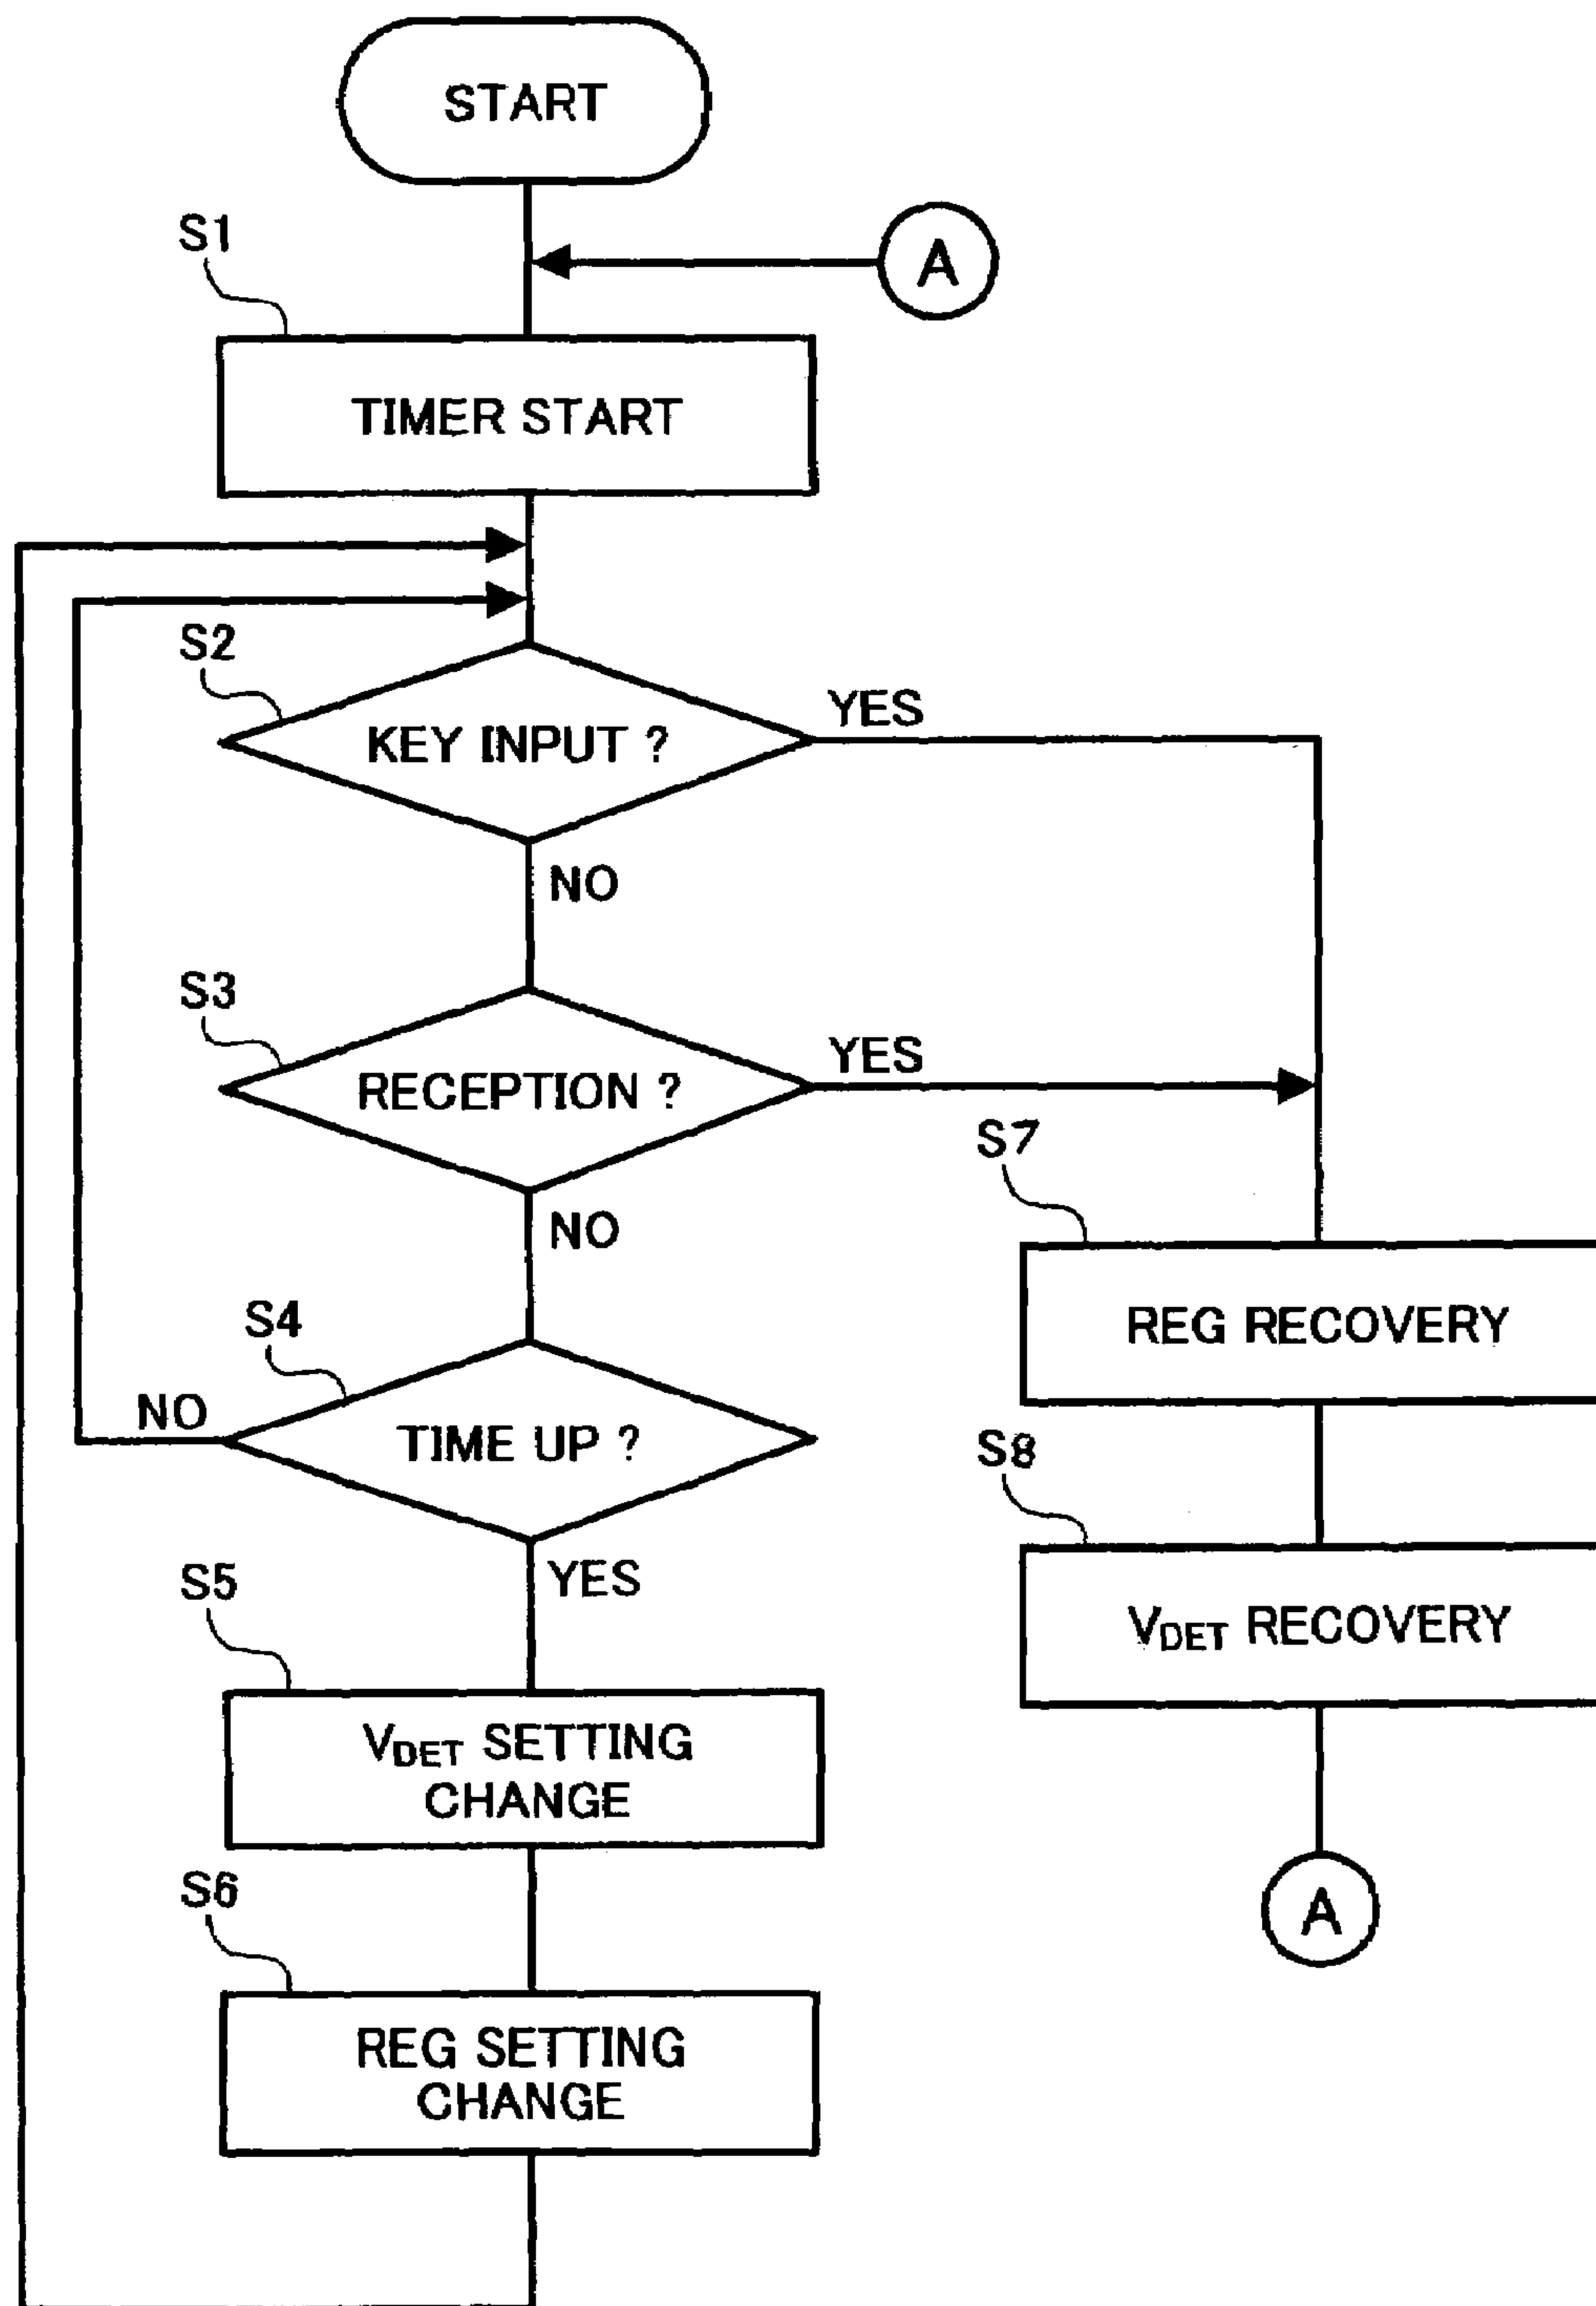 START
A
S1
TIMER START
S2
KEY INPUT ?
YES
NO
S3
RECEPTION ?
YES
NO
S4
NO
TIME UP ?
YES
S5
VDET SETTING
CHANGE
S6
REG SETTING
CHANGE
S7
REG RECOVERY
S8
VDET RECOVERY
A